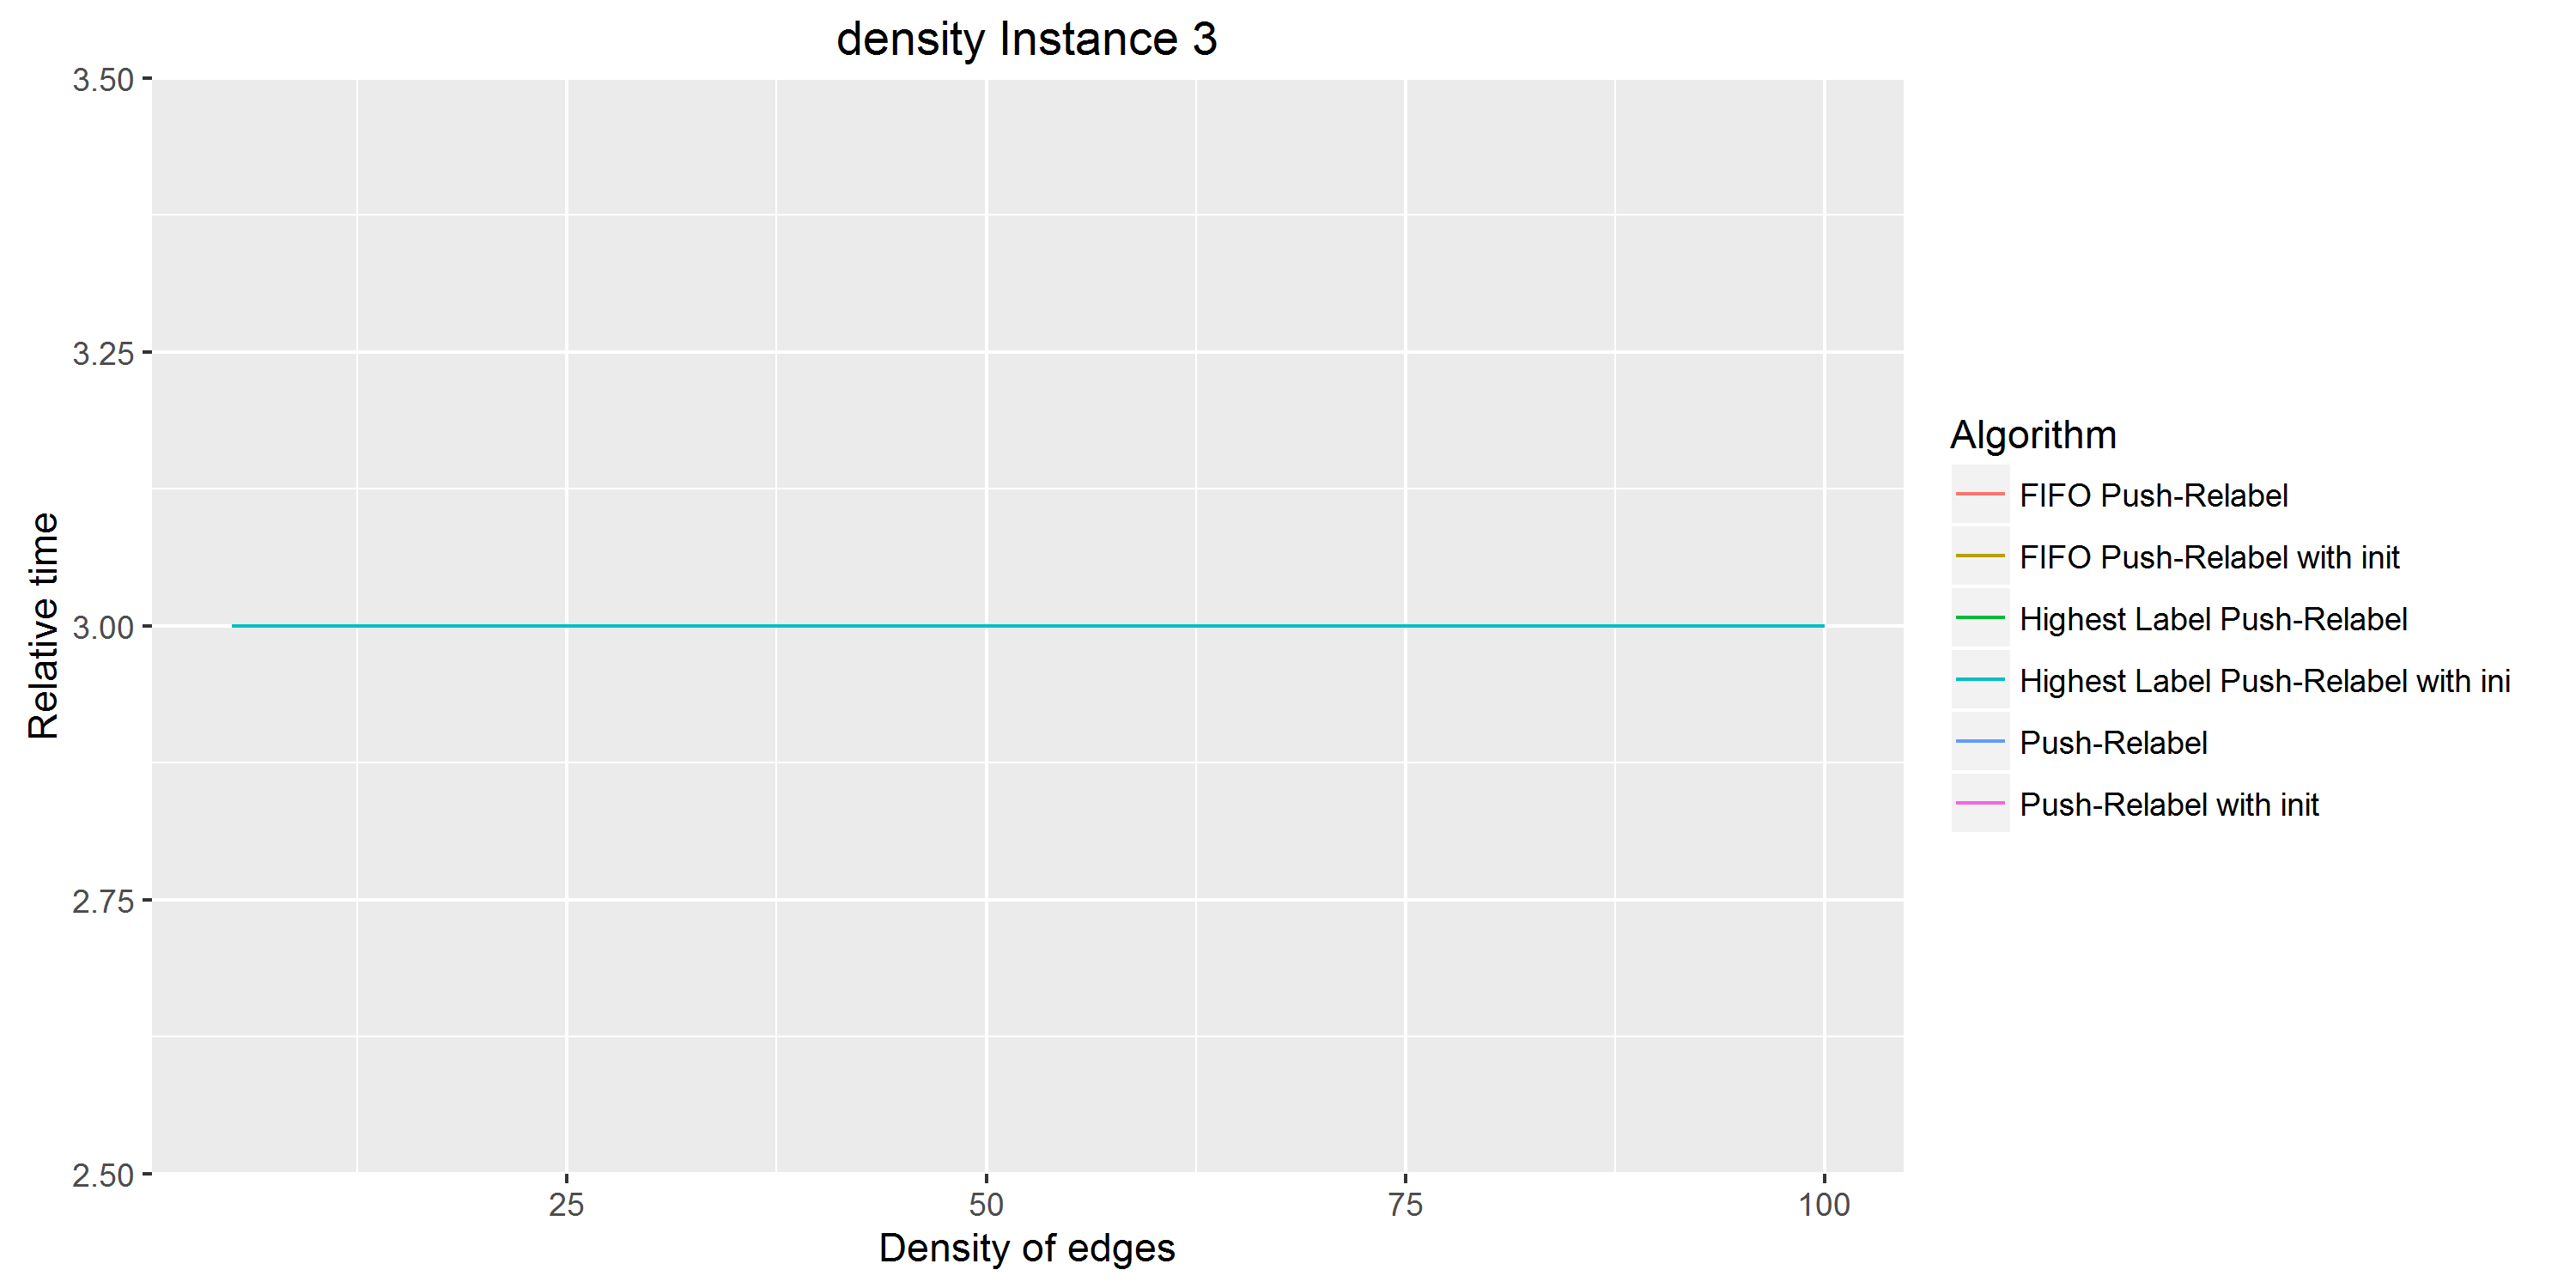 density Instance 3
3.50
3.25
3.00
2.75
2.50
Relative time
25 50 75 100
Density of edges
Algorithm
FIFO Push-Relabel
FIFO Push-Relabel with init
Highest Label Push-Relabel
Highest Label Push-Relabel with ini
Push-Relabel
Push-Relabel with init